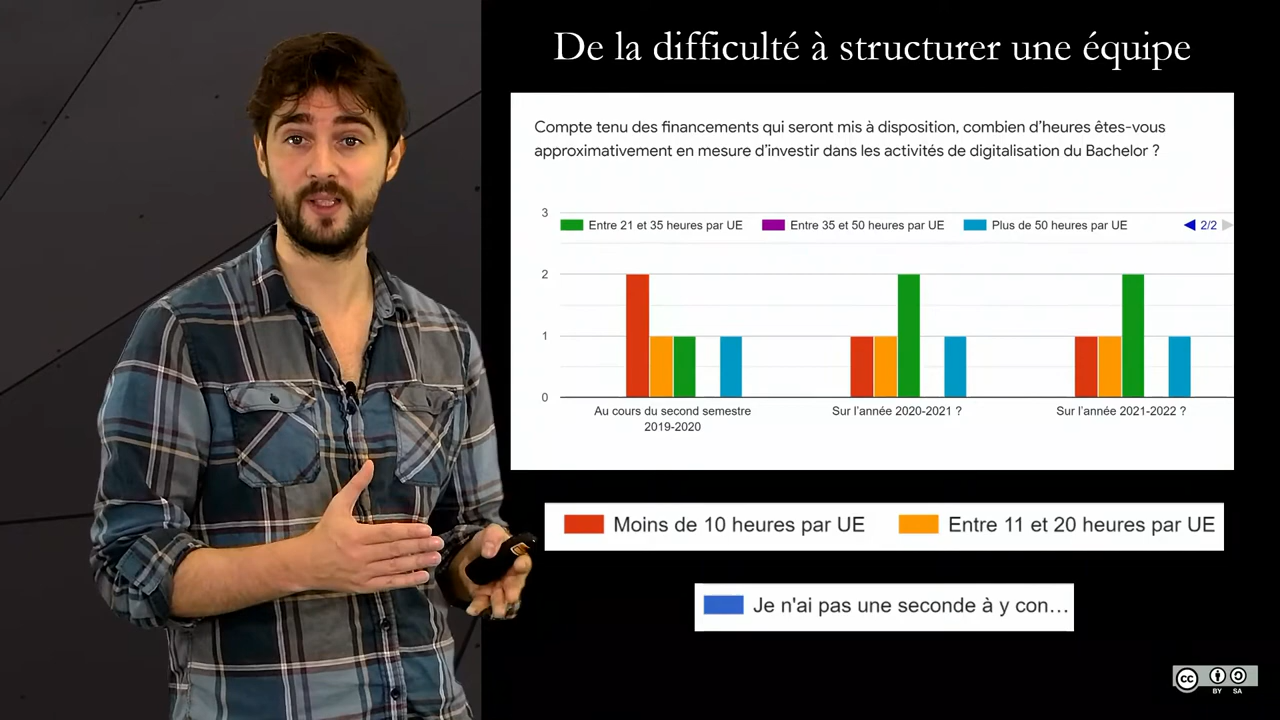 De la difficulté à structurer une équipe
Compte tenu des financements qui seront mis à disposition, combien d'heures êtes-vous
approximativement en mesure d'investir dans les activités de digitalisation du Bachelor ?
3
Entre 21 et 35 heures par UE
Entre 35 et 50 heures par UE
Plus de 50 heures par UE
2/2
2
1
0
Au cours du second semestre
2019-2020
Sur l'année 2020-2021 ?
Sur l'année 2021-2022 ?
Moins de 10 heures par UE
Entre 11 et 20 heures par UE
Je n'ai pas une seconde à y con…
cc
BY SA